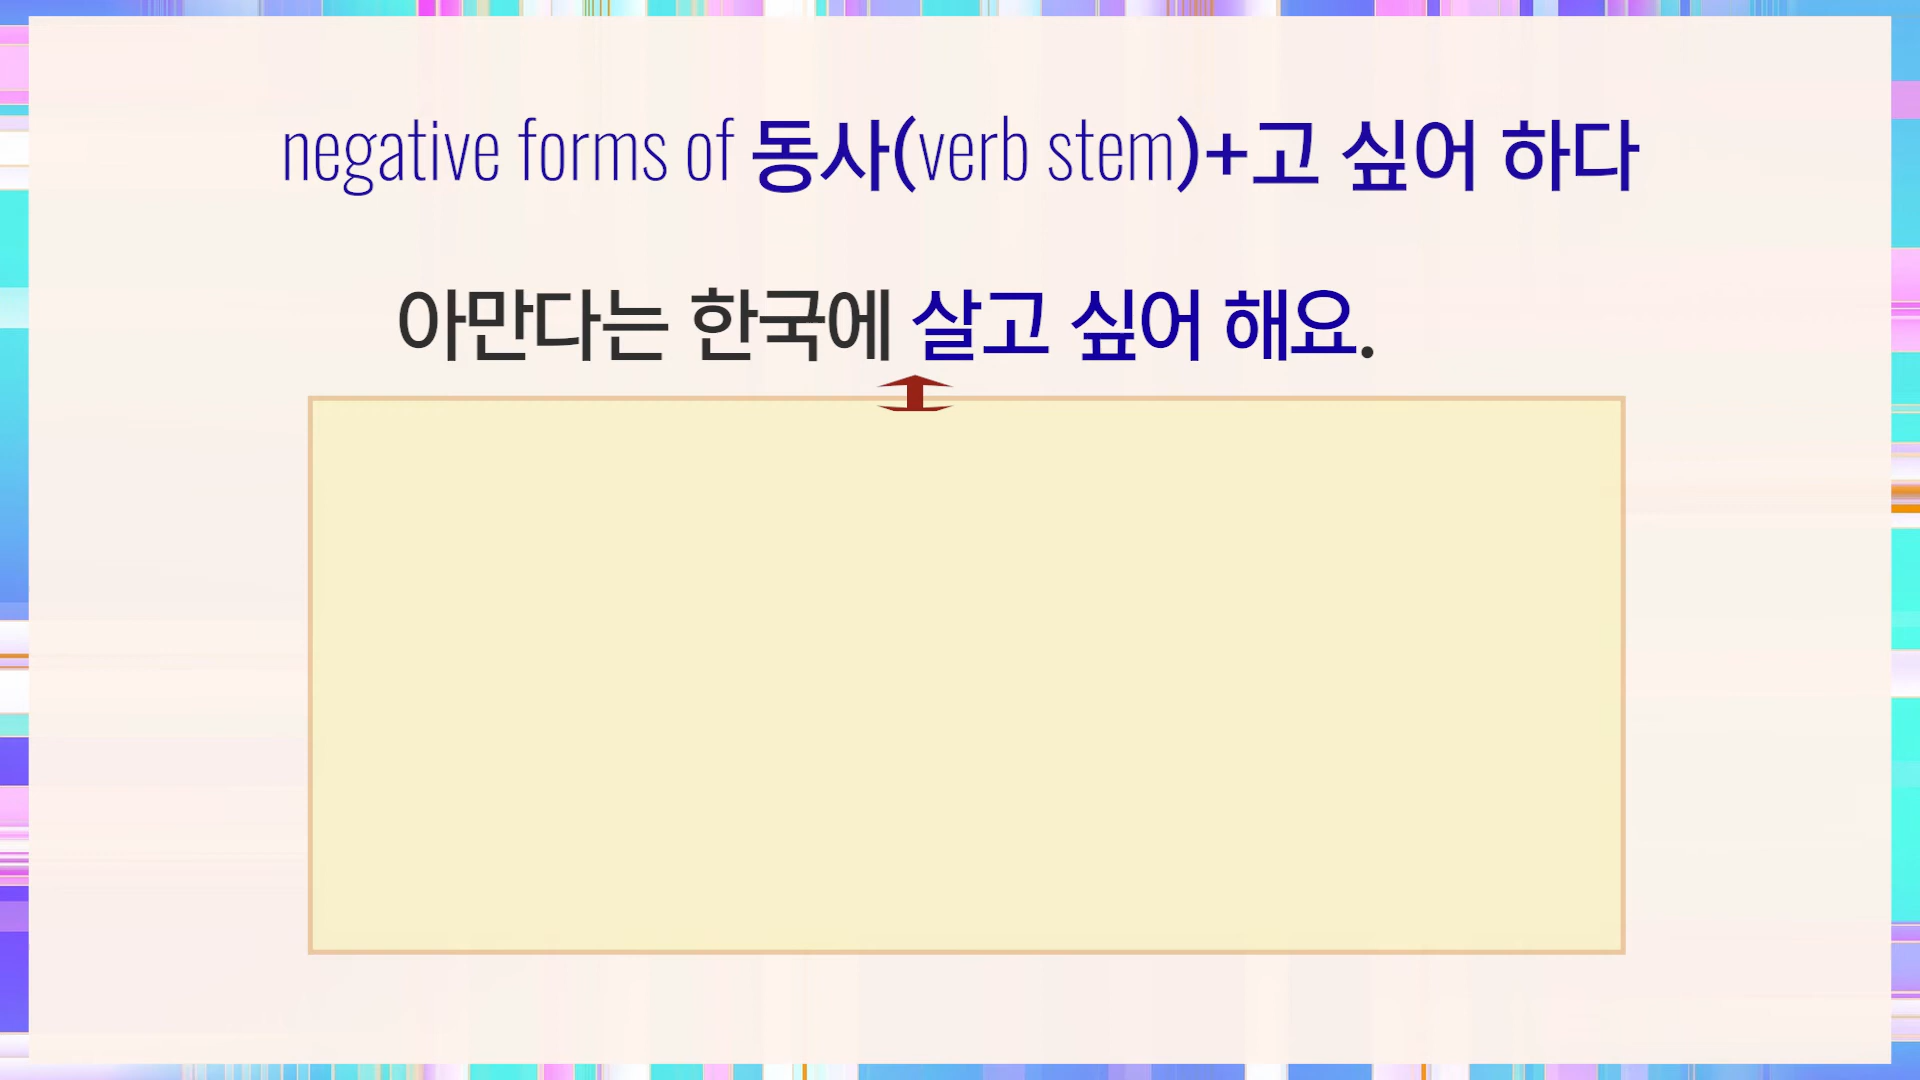 negative forms of 동사(verb stem)+고 싶어 하다
아만다는 한국에 살고 싶어 해요.